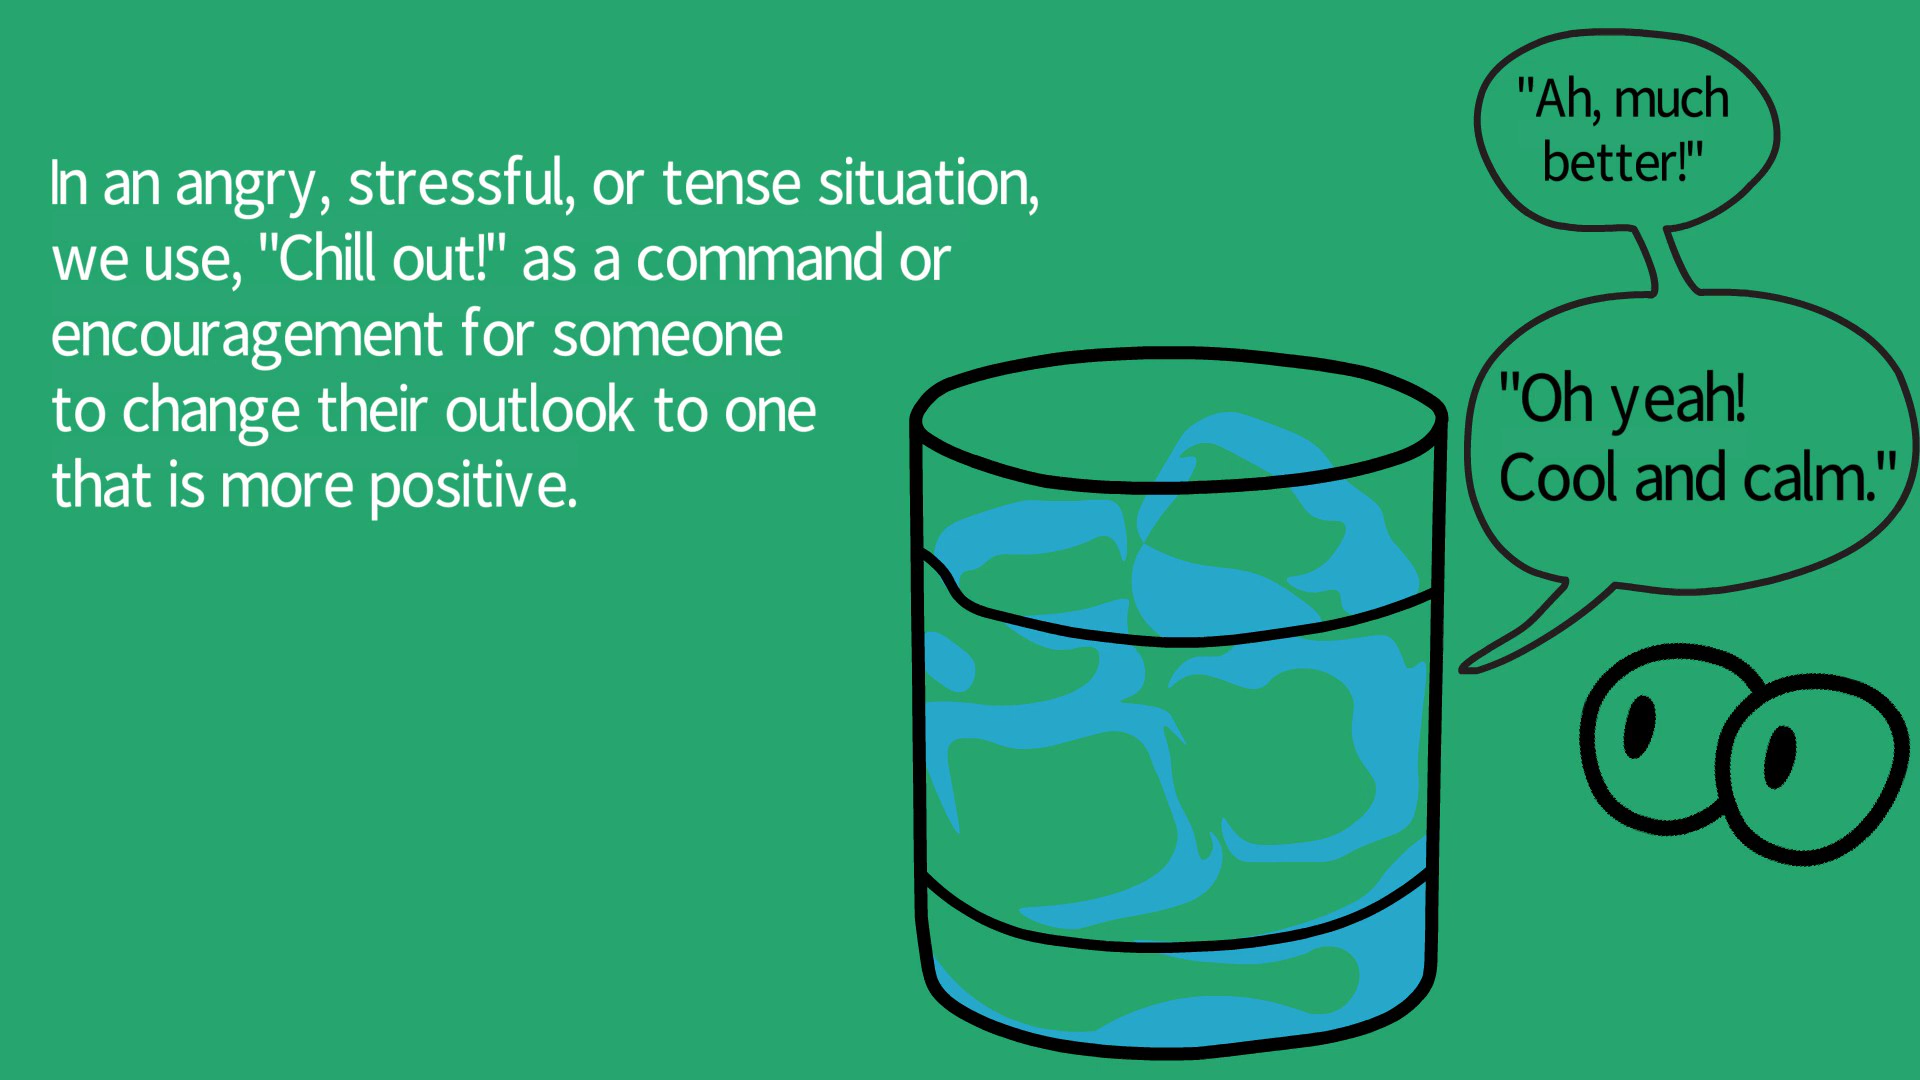 In an angry, stressful, or tense situation,
we use, "Chill out!" as a command or
encouragement for someone
to change their outlook to one
that is more positive.
"Ah, much
better!"
"Oh yeah!
Cool and calm."